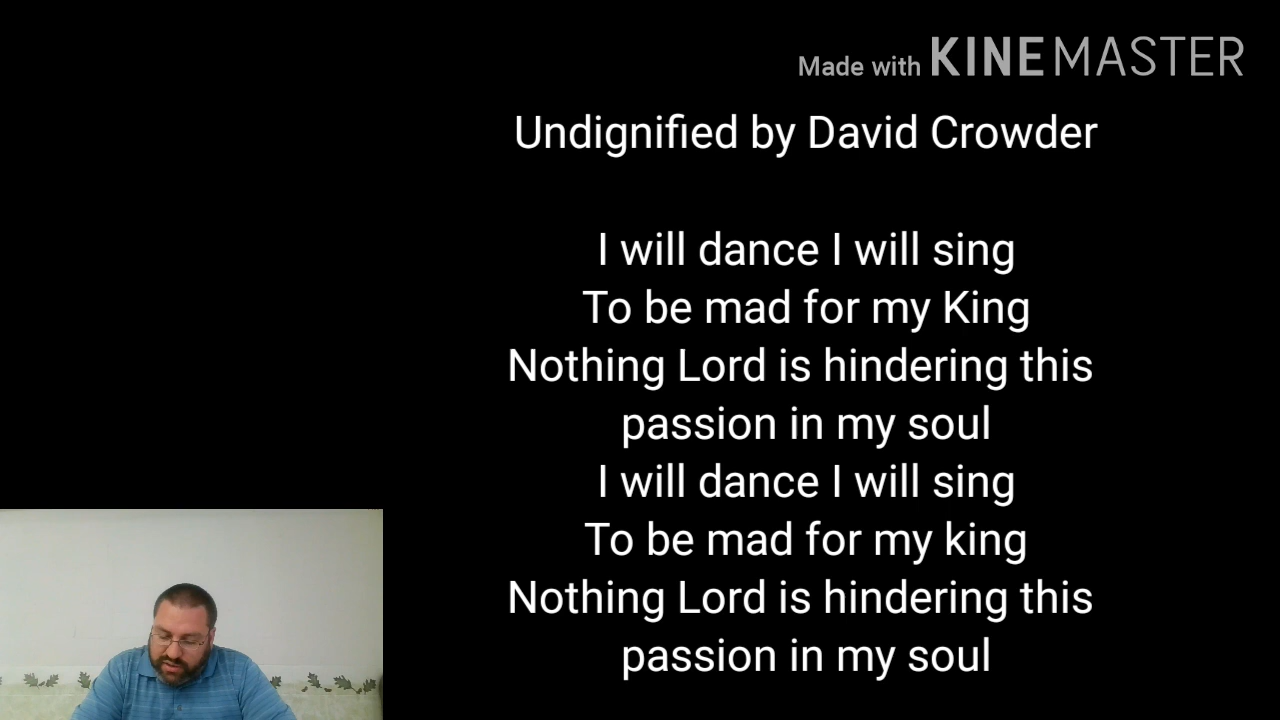 Made with KINEMASTER
Undignified by David Crowder
I will dance I will sing
To be mad for my King
Nothing Lord is hindering this
passion in my soul
I will dance I will sing
To be mad for my king
Nothing Lord is hindering this
passion in my soul